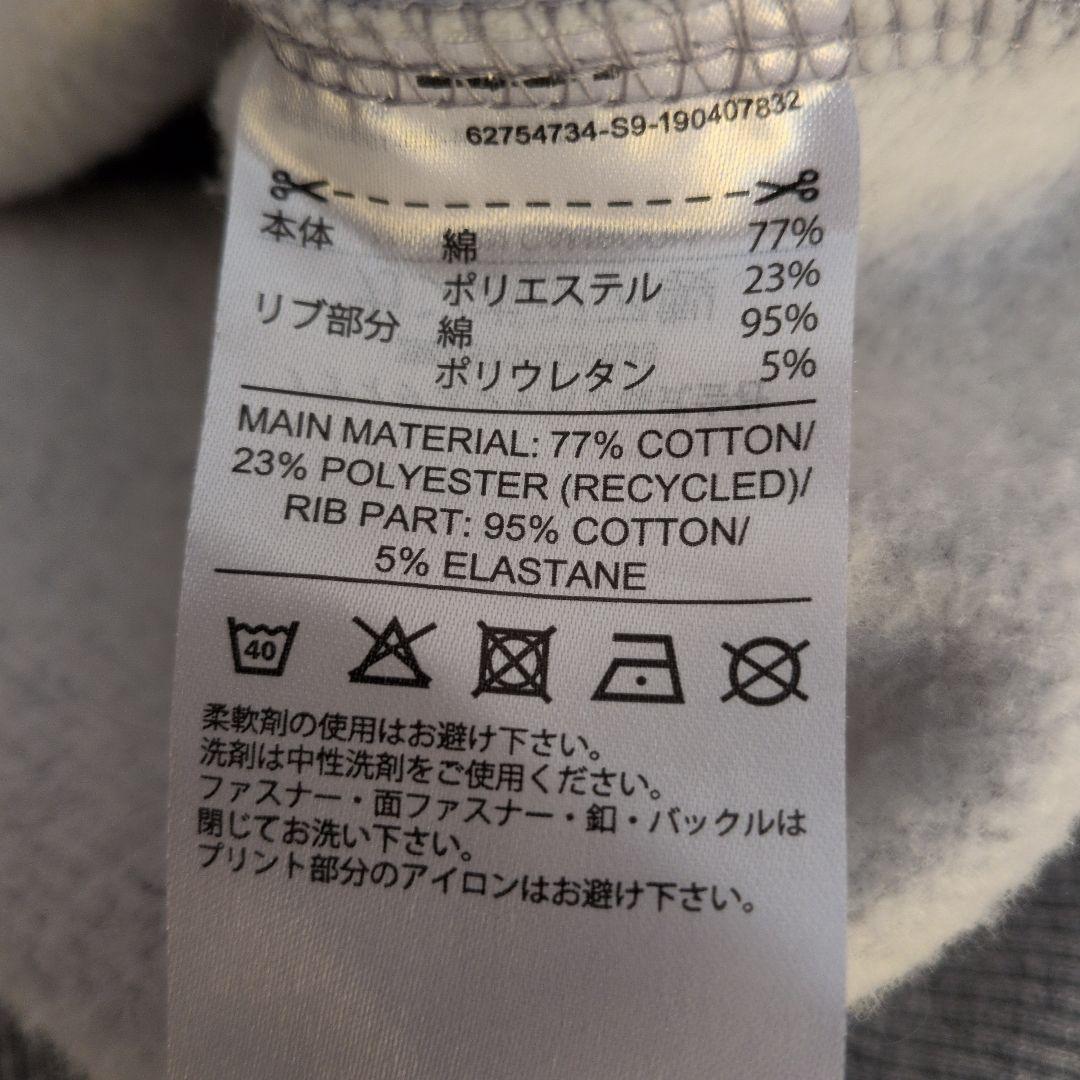 62754734-S9-190407832
本体 綿 77%
ポリエステル 23%
リブ部分 綿 95%
ポリウレタン 5%
MAIN MATERIAL: 77% COTTON/
23% POLYESTER (RECYCLED)/
RIB PART: 95% COTTON/
5% ELASTANE
40
柔軟剤の使用はお避け下さい。
洗剤は中性洗剤をご使用ください。
ファスナー・面ファスナー・釦・バックルは
閉じてお洗い下さい。
プリント部分のアイロンはお避け下さい。